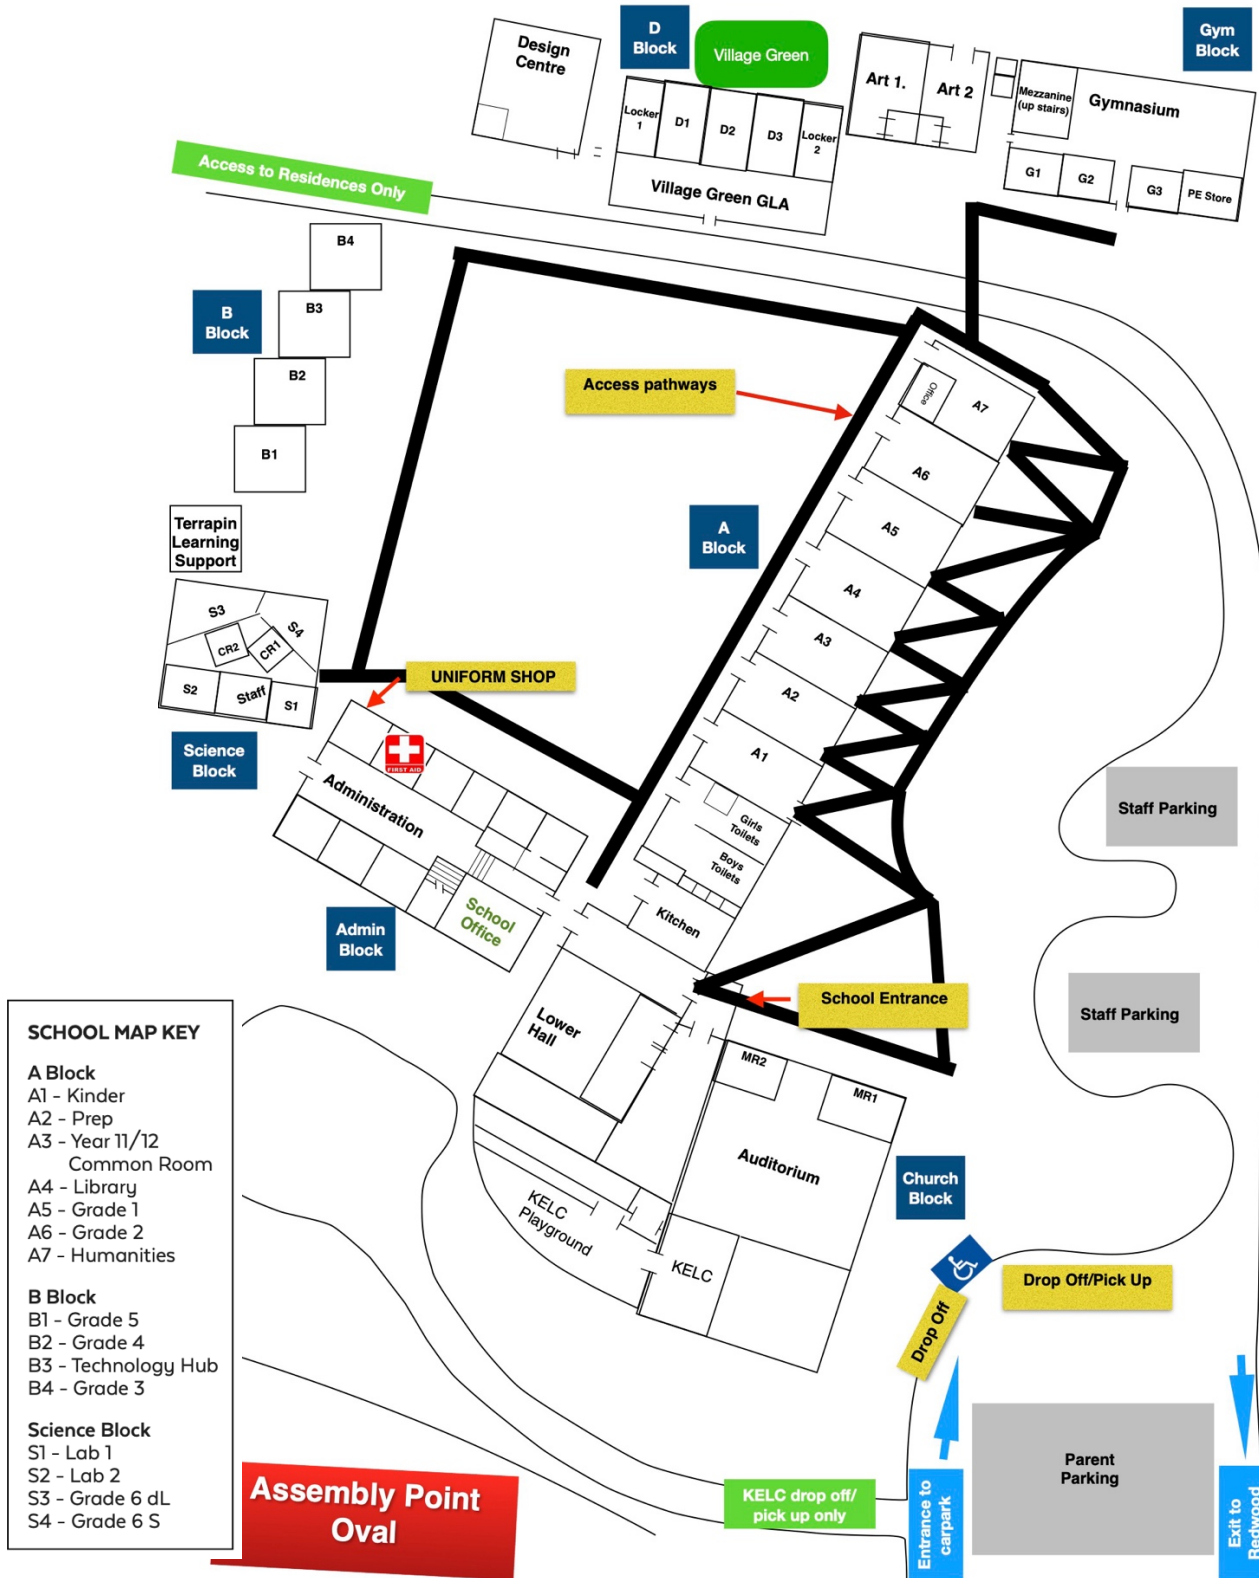 D
Block
Village Green
Gym
Block
Design
Centre
Art 1.
Art 2
Mezzanine
(up stairs)
Gymnasium
Locker
1
D1
D2
D3
Locker
2
G1
G2
G3
PE Store
Village Green GLA
Access to Residences Only
B4
B3
B
Block
B2
B1
Access pathways
Office
A7
A6
A5
A
Block
A4
A3
A2
A1
Terrapin
Learning
Support
S3
S4
CR2
CR1
S2
Staff
S1
Science
Block
UNIFORM SHOP
FIRST AID
Administration
Girls
Toilets
Boys
Toilets
Kitchen
School
Office
Admin
Block
Staff Parking
Staff Parking
School Entrance
Lower
Hall
MR2
MR1
Auditorium
Church
Block
KELC
Playground
KELC
Drop Off/Pick Up
Drop Off
Parent
Parking
Entrance to
carpark
Exit to
Redwood
KELC drop off/
pick up only
Assembly Point
Oval
SCHOOL MAP KEY
A Block
A1 - Kinder
A2 - Prep
A3 - Year 11/12
Common Room
A4 - Library
A5 - Grade 1
A6 - Grade 2
A7 - Humanities
B Block
B1 - Grade 5
B2 - Grade 4
B3 - Technology Hub
B4 - Grade 3
Science Block
S1 - Lab 1
S2 - Lab 2
S3 - Grade 6 dL
S4 - Grade 6 S